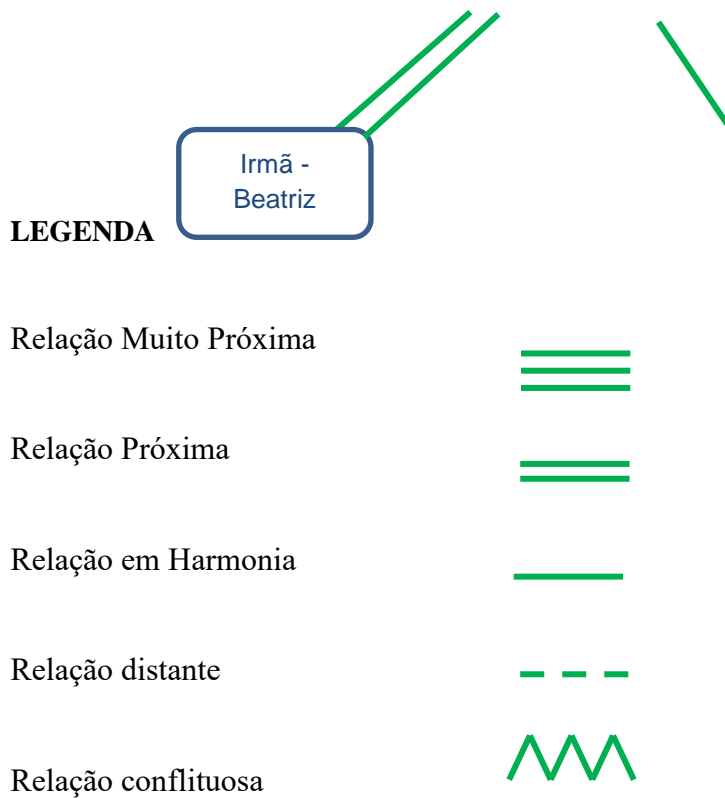 Irmã -
Beatriz
LEGENDA
Relação Muito Próxima
Relação Próxima
Relação em Harmonia
Relação distante
Relação conflituosa